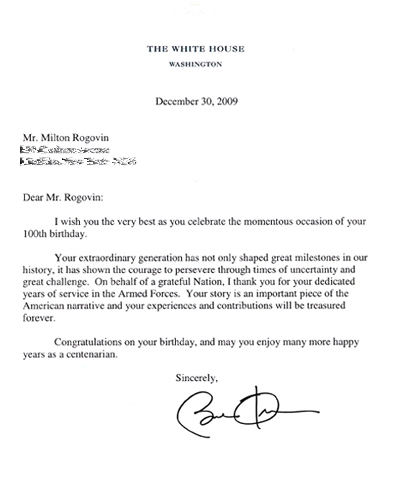 THE WHITE HOUSE
WASHINGTON
December 30, 2009
Mr. Milton Rogovin
Dear Mr. Rogovin:
I wish you the very best as you celebrate the momentous occasion of your
100th birthday.
Your extraordinary generation has not only shaped great milestones in our
history, it has shown the courage to persevere through times of uncertainty and
great challenge. On behalf of a grateful Nation, I thank you for your dedicated
years of service in the Armed Forces. Your story is an important piece of the
American narrative and your experiences and contributions will be treasured
forever.
Congratulations on your birthday, and may you enjoy many more happy
years as a centenarian.
Sincerely,